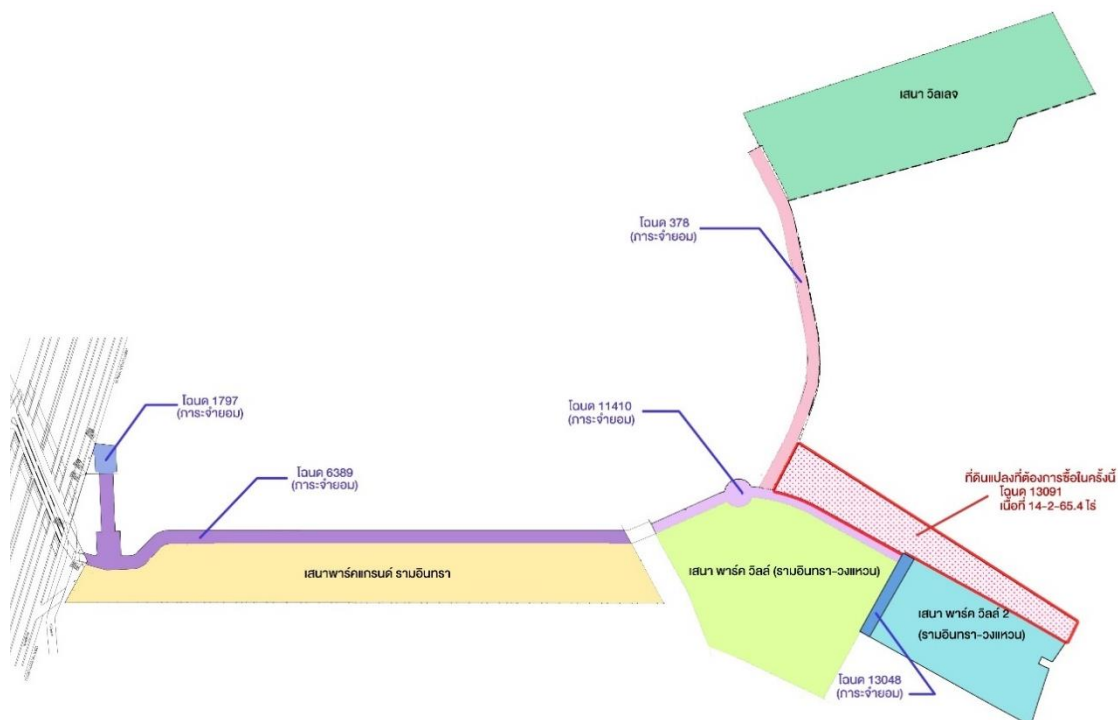 เสนา วิลเลจ
โฉนด 378
(ภาระจำยอม)
โฉนด 1797
(ภาระจำยอม)
โฉนด 11410
(ภาระจำยอม)
โฉนด 6389
(ภาระจำยอม)
ที่ดินแปลงที่ต้องการซื้อในครั้งนี้
โฉนด 13091
เนื้อที่ 14-2-65.4 ไร่
เสนาพาร์คแกรนด์ รามอินทรา
เสนา พาร์ค วิลล์ (รามอินทรา-วงแหวน)
เสนา พาร์ค วิลล์ 2
(รามอินทรา-วงแหวน)
โฉนด 13048
(ภาระจำยอม)